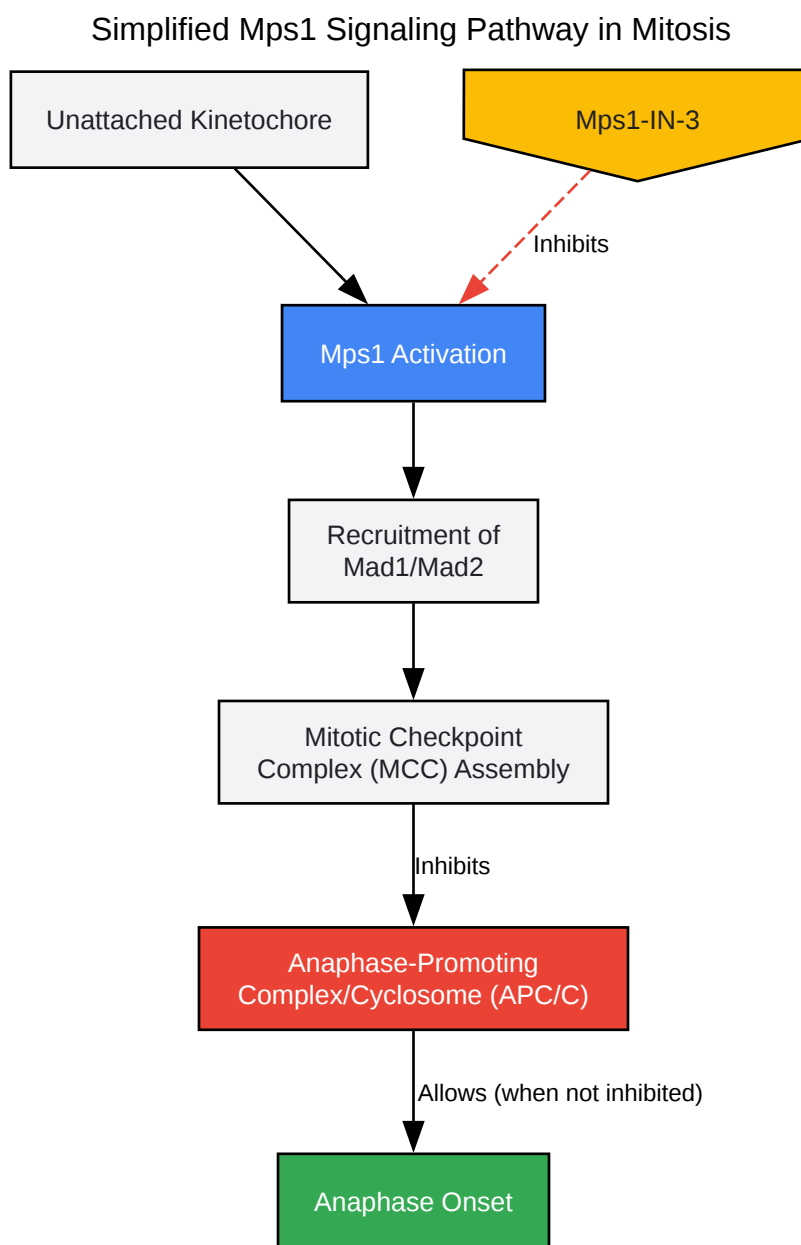 Simplified Mps1 Signaling Pathway in Mitosis
Unattached Kinetochore
Mps1-IN-3
Inhibits
Mps1 Activation
Recruitment of
Mad1/Mad2
Mitotic Checkpoint
Complex (MCC) Assembly
Inhibits
Anaphase-Promoting
Complex/Cyclosome (APC/C)
Allows (when not inhibited)
Anaphase Onset